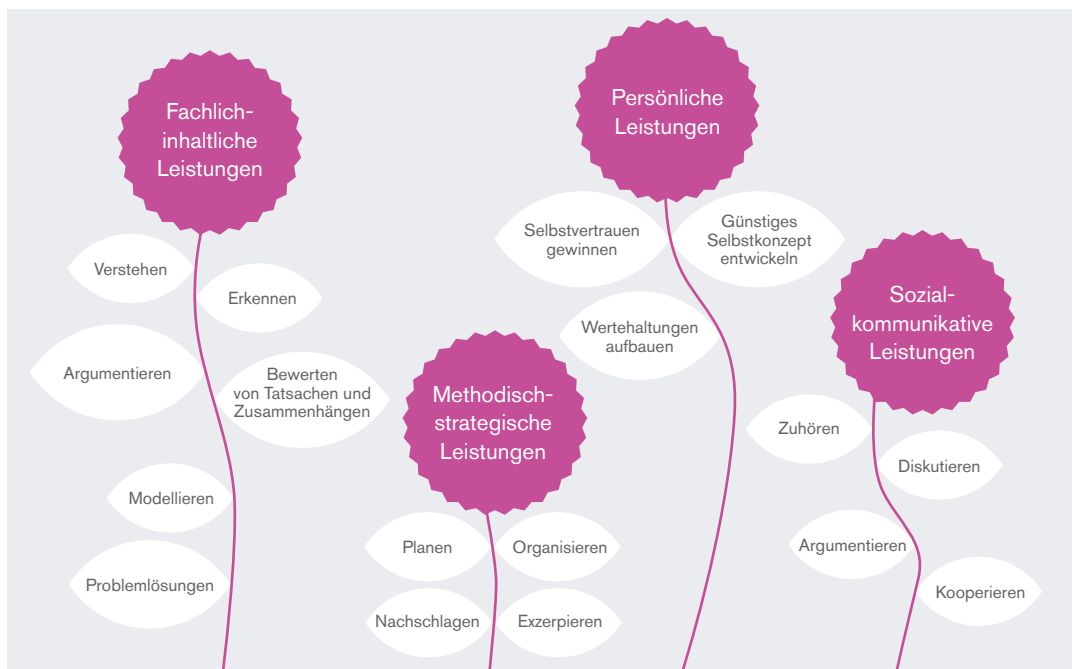 Fachlich-
inhaltliche
Leistungen
Verstehen
Erkennen
Argumentieren
Bewerten
von Tatsachen und
Zusammenhängen
Modellieren
Problemlösungen
Methodisch-
strategische
Leistungen
Planen
Organisieren
Nachschlagen
Exzerpieren
Persönliche
Leistungen
Selbstvertrauen
gewinnen
Günstiges
Selbstkonzept
entwickeln
Wertehaltungen
aufbauen
Sozial-
kommunikative
Leistungen
Zuhören
Diskutieren
Argumentieren
Kooperieren